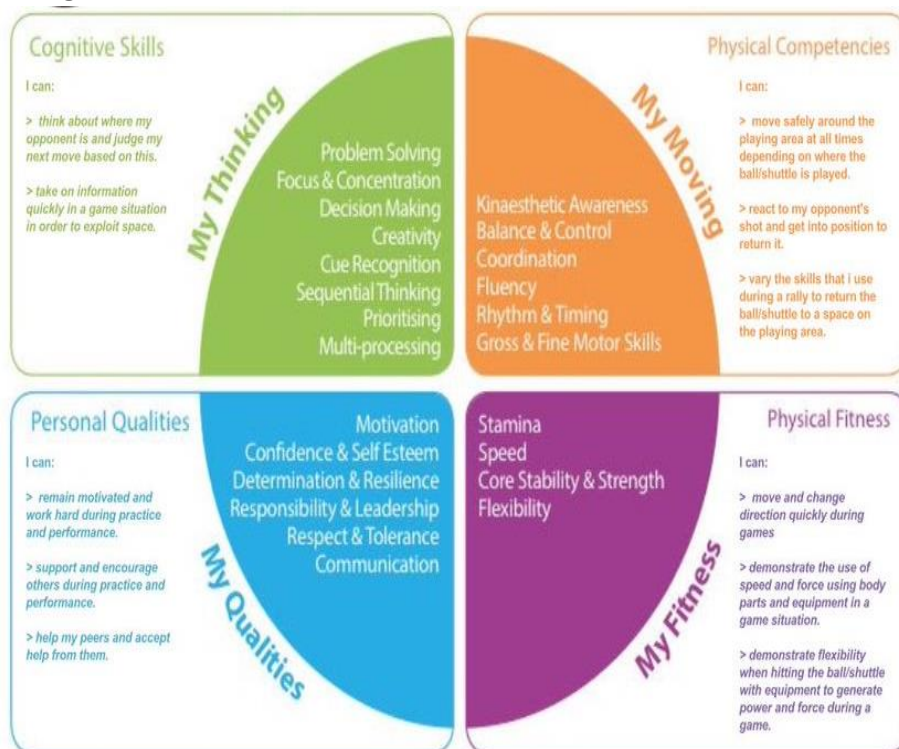 Cognitive Skills
I can:
> think about where my
opponent is and judge my
next move based on this.
> take on information
quickly in a game situation
in order to exploit space.
My Thinking
Problem Solving
Focus & Concentration
Decision Making
Creativity
Cue Recognition
Sequential Thinking
Prioritising
Multi-processing
Physical Competencies
I can:
> move safely around the
playing area at all times
depending on where the
ball/shuttle is played.
> react to my opponent's
shot and get into position to
return it.
> vary the skills that i use
during a rally to return the
ball/shuttle to a space on
the playing area.
My Moving
Kinaesthetic Awareness
Balance & Control
Coordination
Fluency
Rhythm & Timing
Gross & Fine Motor Skills
Personal Qualities
I can:
> remain motivated and
work hard during practice
and performance.
> support and encourage
others during practice and
performance.
> help my peers and accept
help from them.
My Qualities
Motivation
Confidence & Self Esteem
Determination & Resilience
Responsibility & Leadership
Respect & Tolerance
Communication
Physical Fitness
I can:
> move and change
direction quickly during
games
> demonstrate the use of
speed and force using body
parts and equipment in a
game situation.
> demonstrate flexibility
when hitting the ball/shuttle
with equipment to generate
power and force during a
game.
My Fitness
Stamina
Speed
Core Stability & Strength
Flexibility